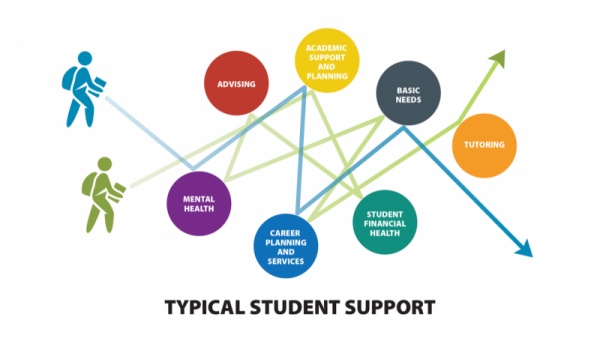 ADVISING
ACADEMIC
SUPPORT
AND
PLANNING
BASIC
NEEDS
TUTORING
MENTAL
HEALTH
CAREER
PLANNING
AND
SERVICES
STUDENT
FINANCIAL
HEALTH
TYPICAL STUDENT SUPPORT